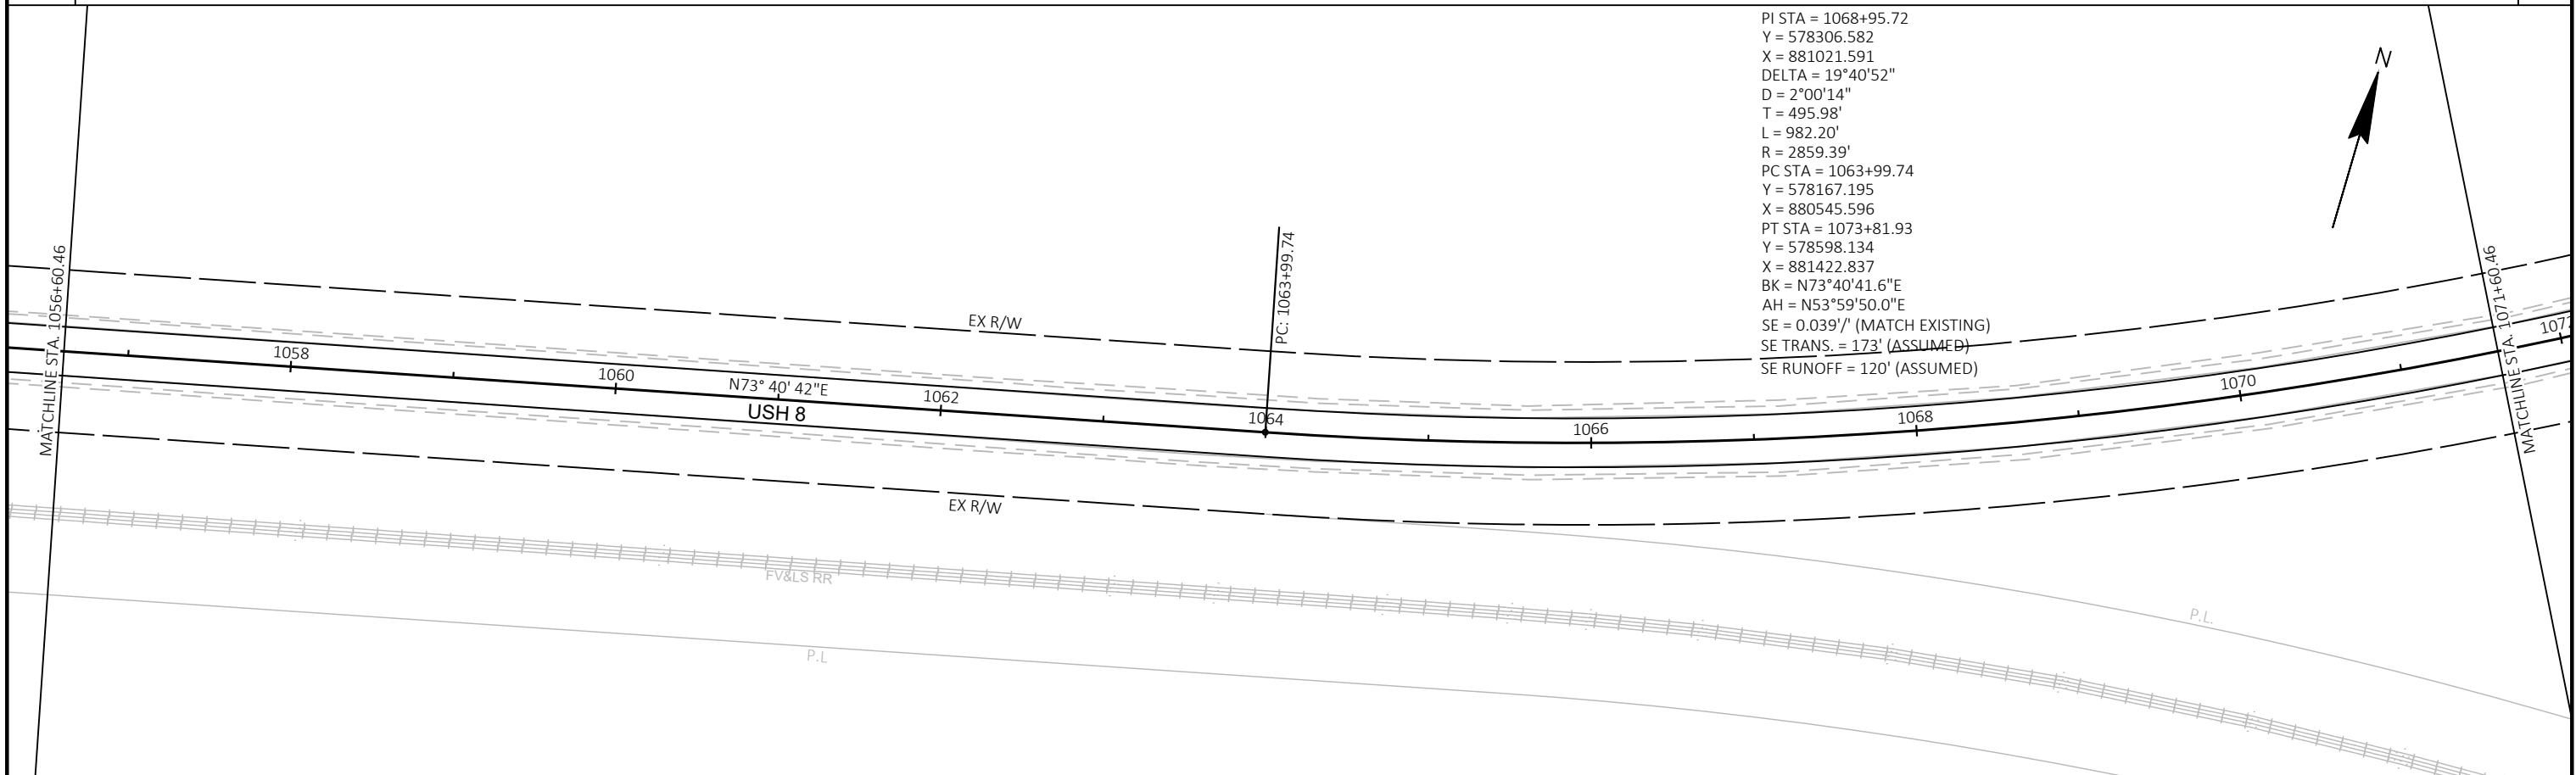 PI STA = 1068+95.72
Y = 578306.582
X = 881021.591
DELTA = 19°40'52"
D = 2°00'14"
T = 495.98'
L = 982.20'
R = 2859.39'
PC STA = 1063+99.74
Y = 578167.195
X = 880545.596
PT STA = 1073+81.93
Y = 578598.134
X = 881422.837
BK = N73°40'41.6"E
AH = N53°59'50.0"E
SE = 0.039'/' (MATCH EXISTING)
SE TRANS. = 173' (ASSUMED)
SE RUNOFF = 120' (ASSUMED)
N
MATCHLINE STA. 1056+60.46
PC: 1063+99.74
MATCHLINE STA. 1071+60.46
EX R/W
1058
1060
N73° 40' 42"E
1062
USH 8
1064
1066
1068
1070
EX R/W
FV&LS RR
P.L.
P.L